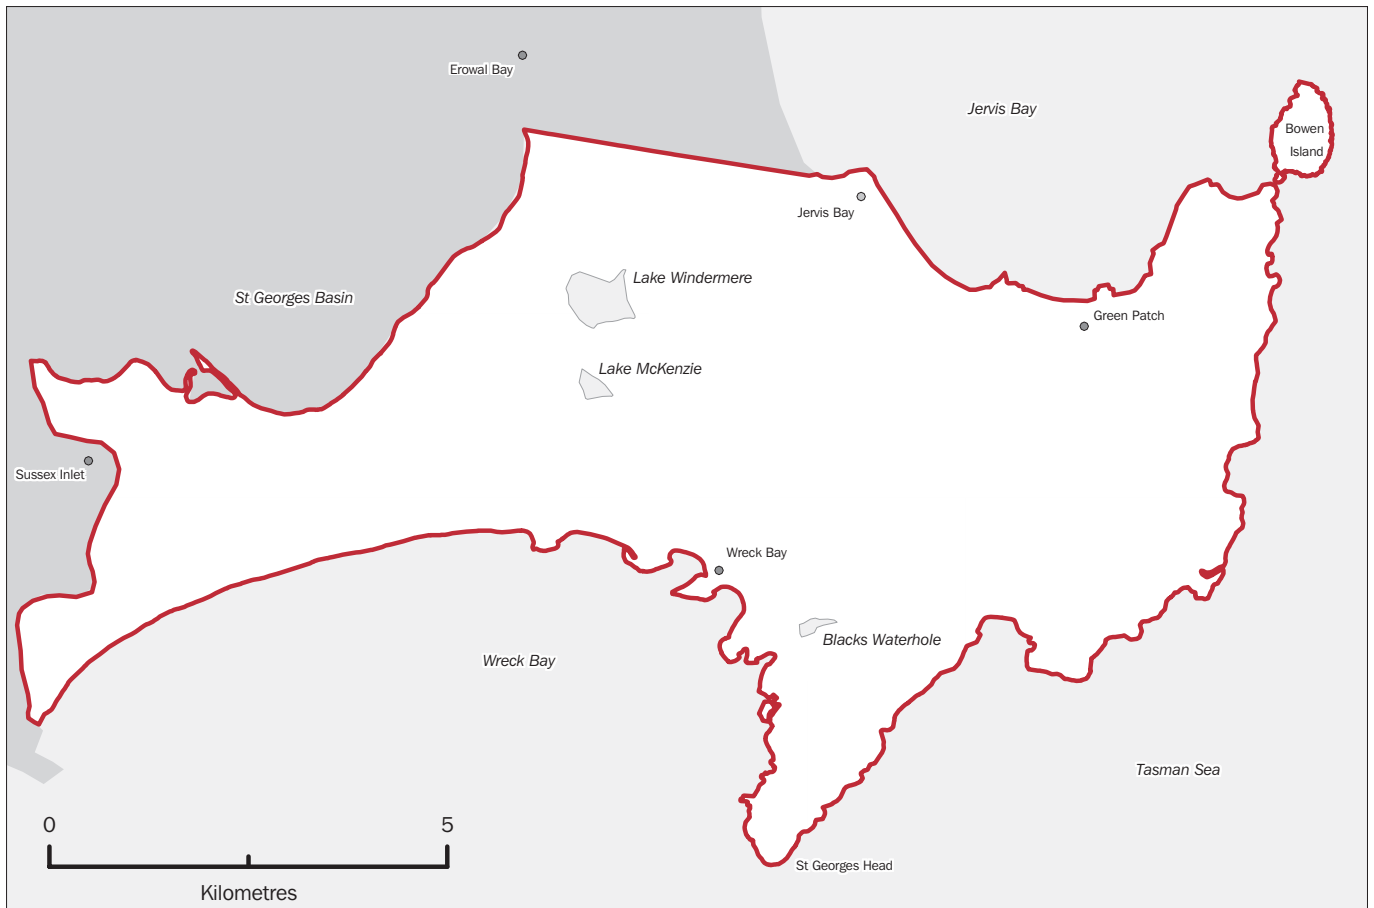 Erowal Bay
Jervis Bay
Bowen
Island
Jervis Bay
Lake Windermere
St Georges Basin
Green Patch
Lake McKenzie
Sussex Inlet
Wreck Bay
Blacks Waterhole
Wreck Bay
Tasman Sea
0 5
St Georges Head
Kilometres